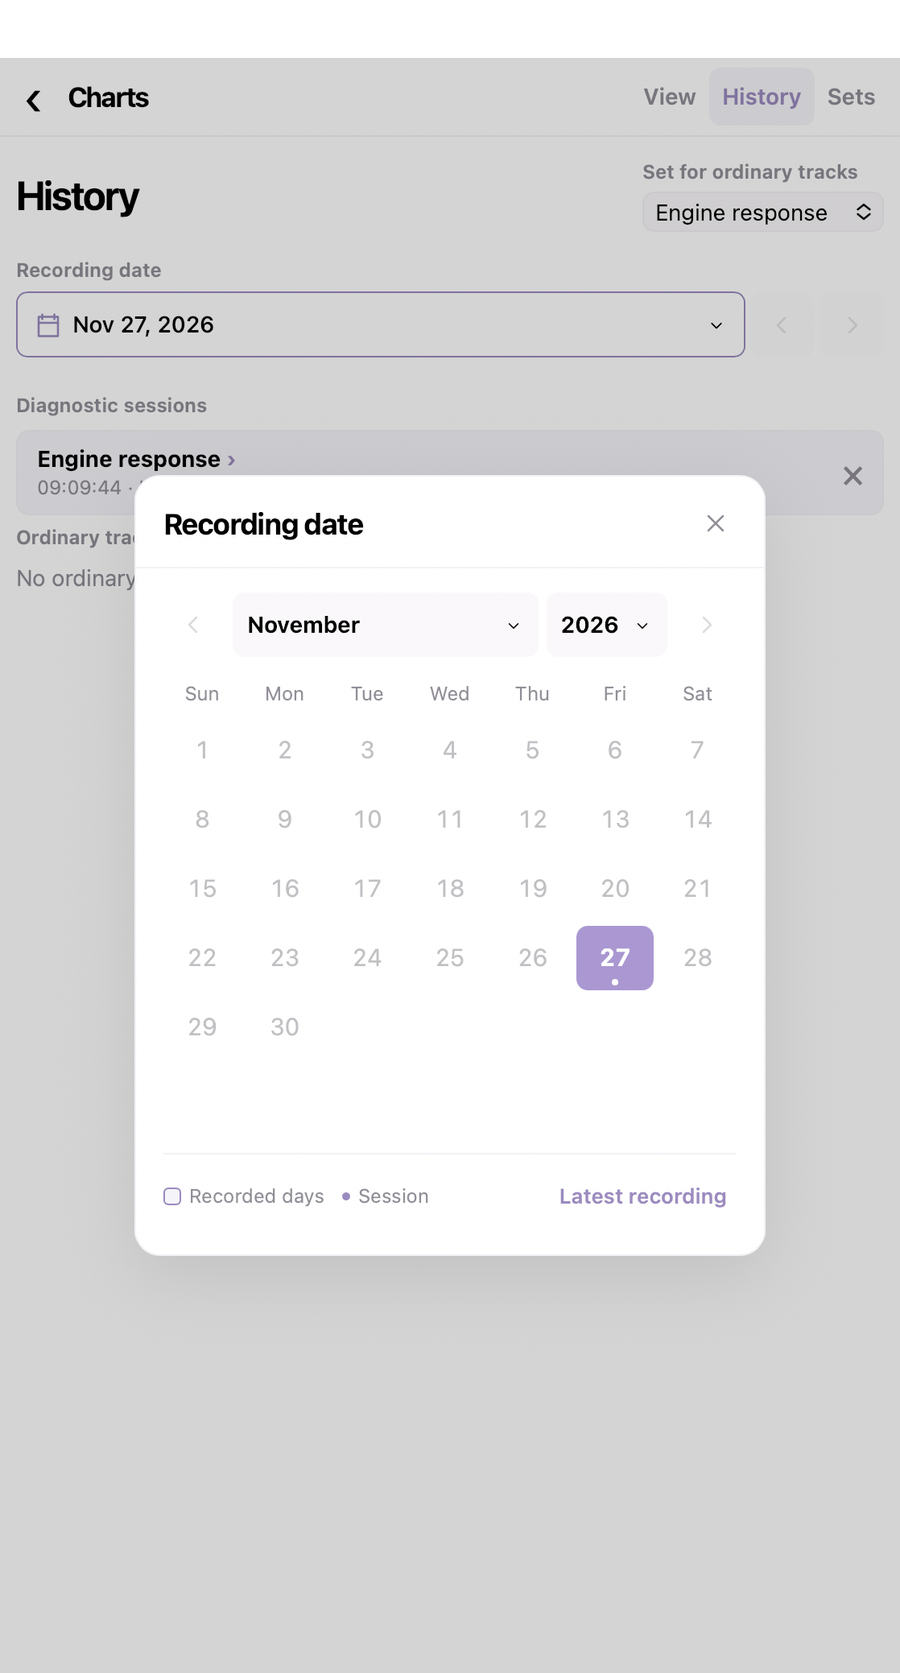 Charts
View
History
Sets
History
Set for ordinary tracks
Engine response
Recording date
Nov 27, 2026
Diagnostic sessions
Engine response ›
09:09:44 ·
Ordinary
No ordinary
Recording date
November
2026
Sun Mon Tue Wed Thu Fri Sat
1 2 3 4 5 6 7
8 9 10 11 12 13 14
15 16 17 18 19 20 21
22 23 24 25 26 27 28
29 30
Recorded days
Session
Latest recording